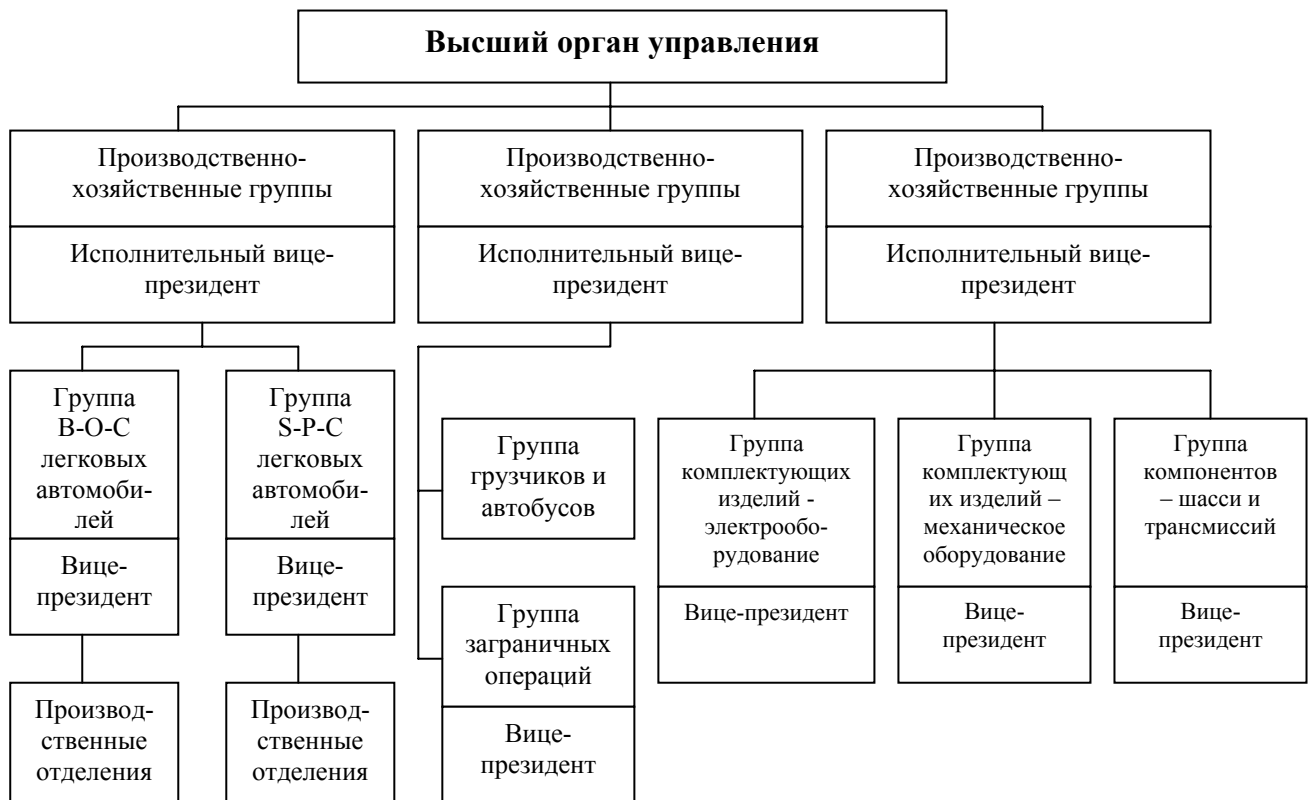 Высший орган управления
Производственно-
хозяйственные группы
Исполнительный вице-
президент
Производственно-
хозяйственные группы
Исполнительный вице-
президент
Производственно-
хозяйственные группы
Исполнительный вице-
президент
Группа
B-O-C
легковых
автомоби-
лей
Вице-
президент
Производ-
ственные
отделения
Группа
S-P-C
легковых
автомоби-
лей
Вице-
президент
Производ-
ственные
отделения
Группа
грузчиков и
автобусов
Группа
заграничных
операций
Вице-
президент
Группа
комплектующих
изделий -
электрообо-
рудование
Вице-президент
Группа
комплектующ
их изделий –
механическое
оборудование
Вице-
президент
Группа
компонентов
– шасси и
трансмиссий
Вице-
президент